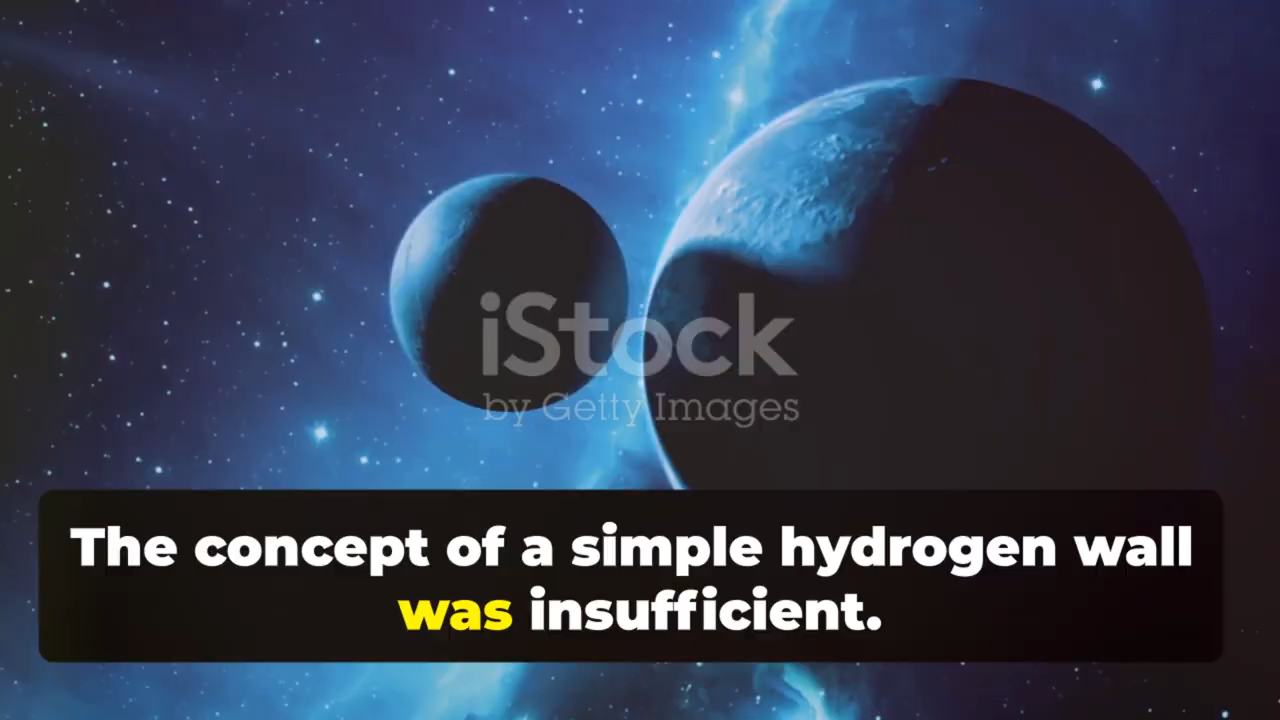 iStock
by Getty Images
The concept of a simple hydrogen wall
was insufficient.